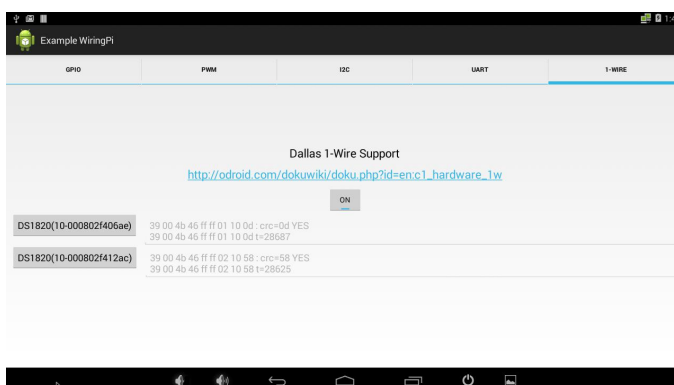 1:4
Example WiringPi
GPIO PWM I2C UART 1-WIRE
Dallas 1-Wire Support
http://odroid.com/dokuwiki/doku.php?id=en:c1_hardware_1w
ON
DS1820(10-000802f406ae)
39 00 4b 46 ff ff 01 10 0d : crc=0d YES
39 00 4b 46 ff ff 01 10 0d t=28687
DS1820(10-000802f412ac)
39 00 4b 46 ff ff 02 10 58 : crc=58 YES
39 00 4b 46 ff ff 02 10 58 t=28625